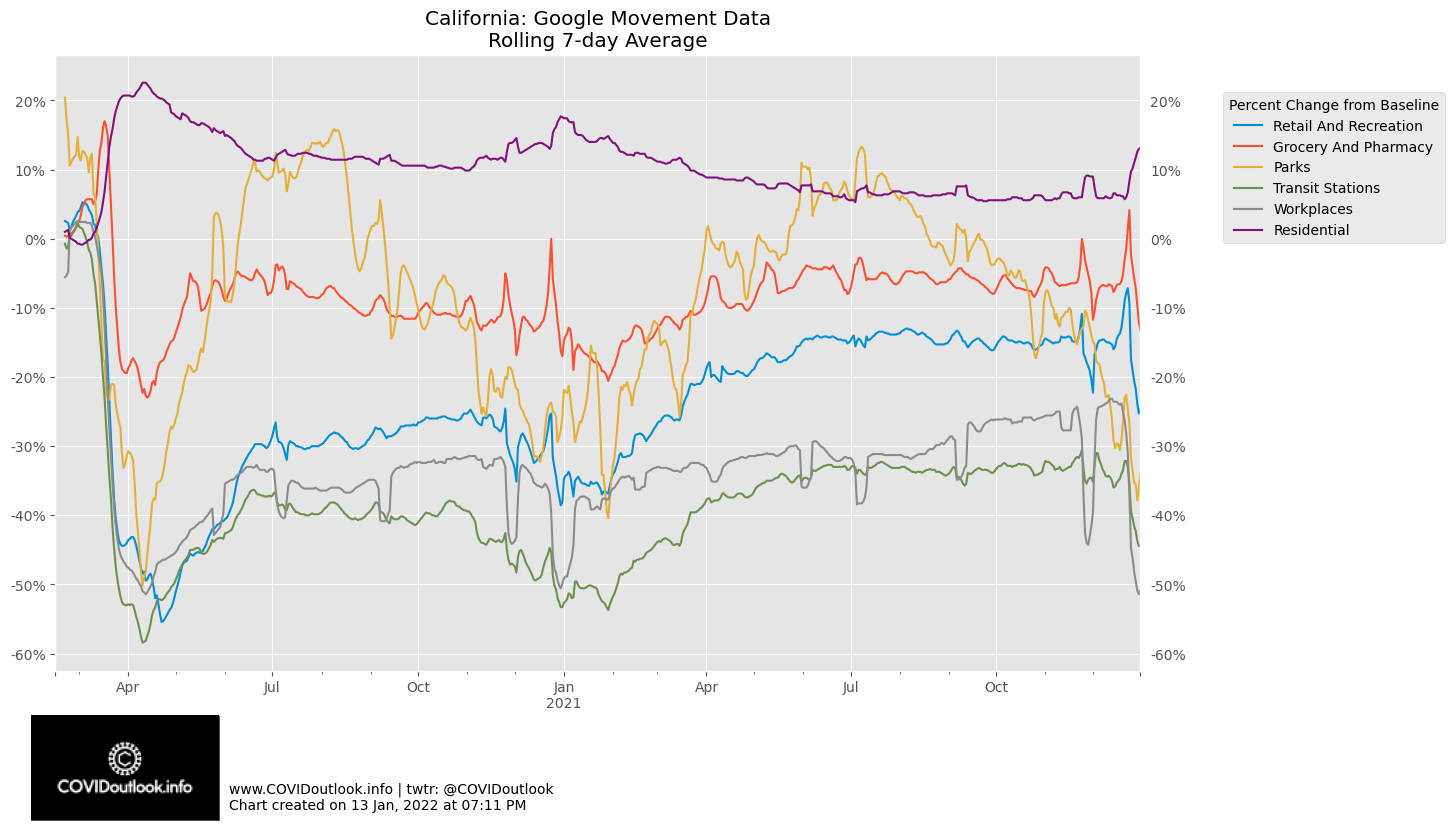 California: Google Movement Data
Rolling 7-day Average
20%
10%
0%
-10%
-20%
-30%
-40%
-50%
-60%
20%
10%
0%
-10%
-20%
-30%
-40%
-50%
-60%
Percent Change from Baseline
Retail And Recreation
Grocery And Pharmacy
Parks
Transit Stations
Workplaces
Residential
Apr
Jul
Oct
Jan
2021
Apr
Jul
Oct
COVIDoutlook.info
www.COVIDoutlook.info | twtr: @COVIDoutlook
Chart created on 13 Jan, 2022 at 07:11 PM